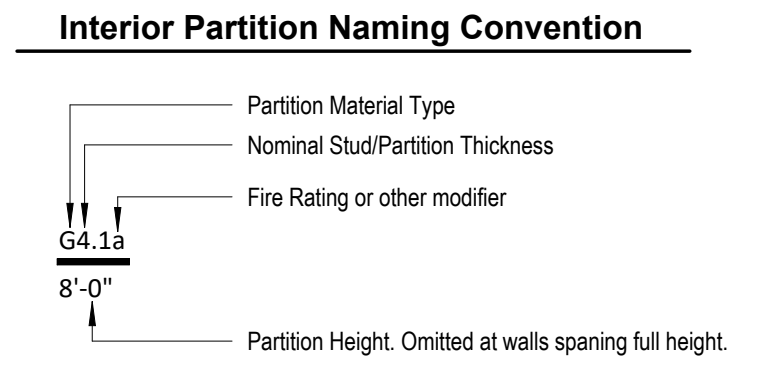 Interior Partition Naming Convention
Partition Material Type
Nominal Stud/Partition Thickness
Fire Rating or other modifier
G4.1a
8'-0"
Partition Height. Omitted at walls spaning full height.